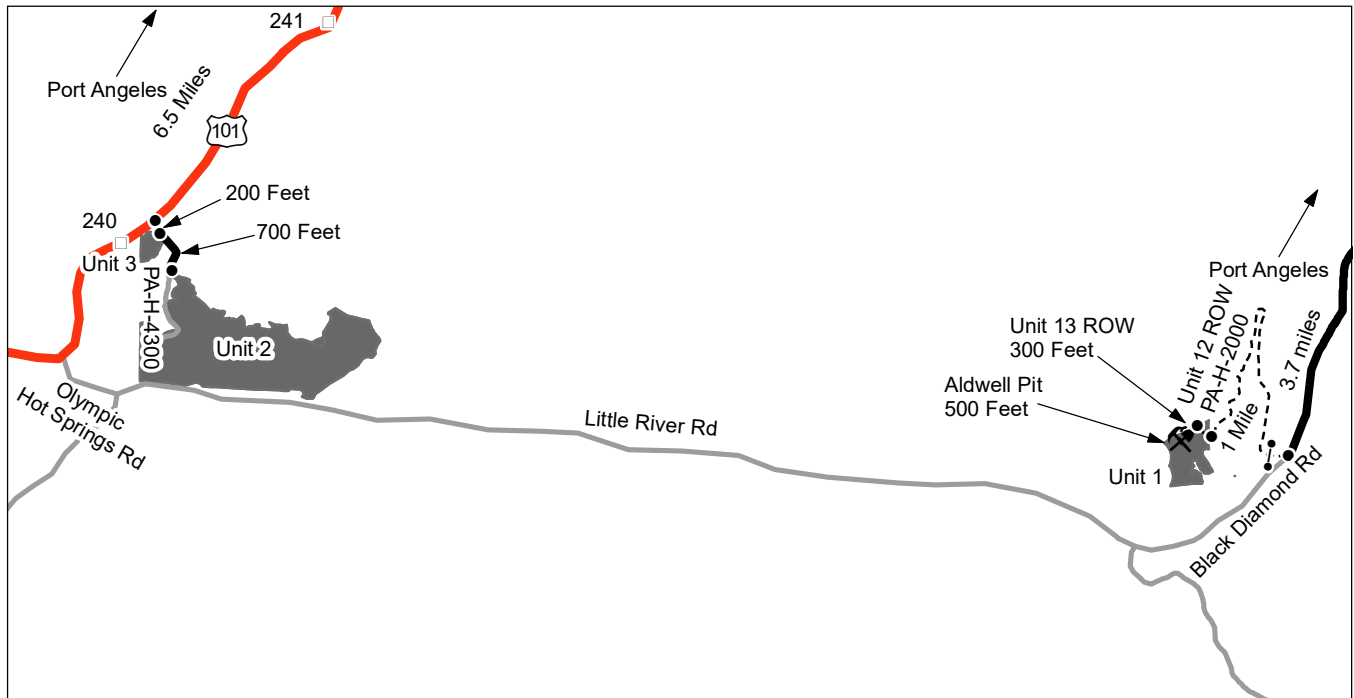 241
Port Angeles
6.5 Miles
101
200 Feet
240
700 Feet
Unit 3
PA-H-4300
Unit 2
Olympic
Hot Springs Rd
Little River Rd
Port Angeles
Unit 13 ROW
300 Feet
Unit 12 ROW
PA-H-2000
3.7 miles
Aldwell Pit
500 Feet
1 Mile
Unit 1
Black Diamond Rd